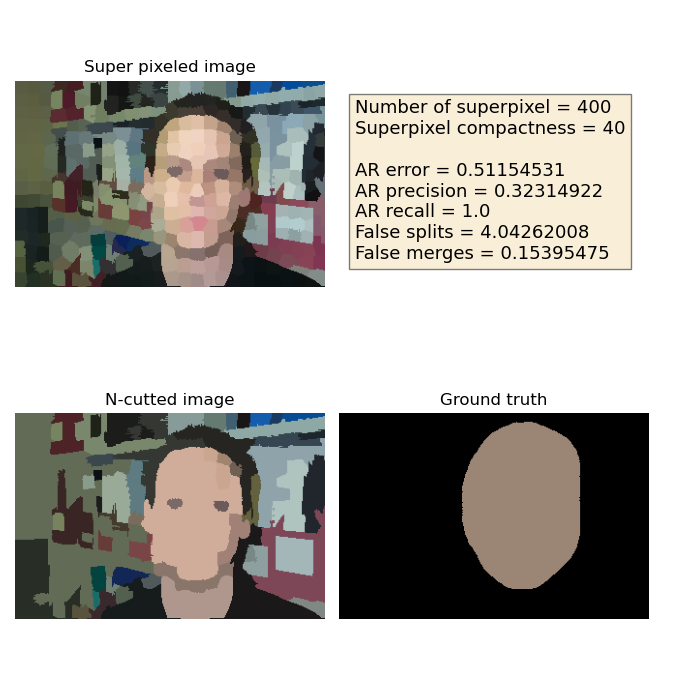 Super pixeled image
Number of superpixel = 400
Superpixel compactness = 40
AR error = 0.51154531
AR precision = 0.32314922
AR recall = 1.0
False splits = 4.04262008
False merges = 0.15395475
N-cutted image
Ground truth